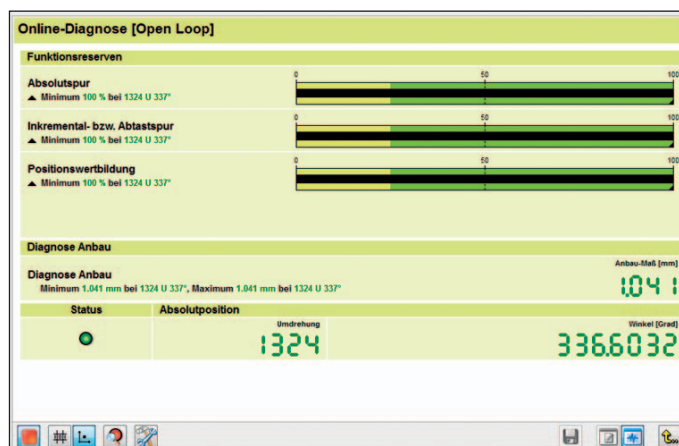 Online-Diagnose [Open Loop]
Funktionsreserven
Absolutspur
0 50 100
▲ Minimum 100 % bei 1324 U 337°
Inkremental- bzw. Abtastspur
0 50 100
▲ Minimum 100 % bei 1324 U 337°
Positionswertbildung
0 50 100
▲ Minimum 100 % bei 1324 U 337°
Diagnose Anbau
Anbau-Maß [mm]
Diagnose Anbau
1.041
Minimum 1.041 mm bei 1324 U 337°, Maximum 1.041 mm bei 1324 U 337°
Status Absolutposition
Umdrehung Winkel [Grad]
1324 336.6032